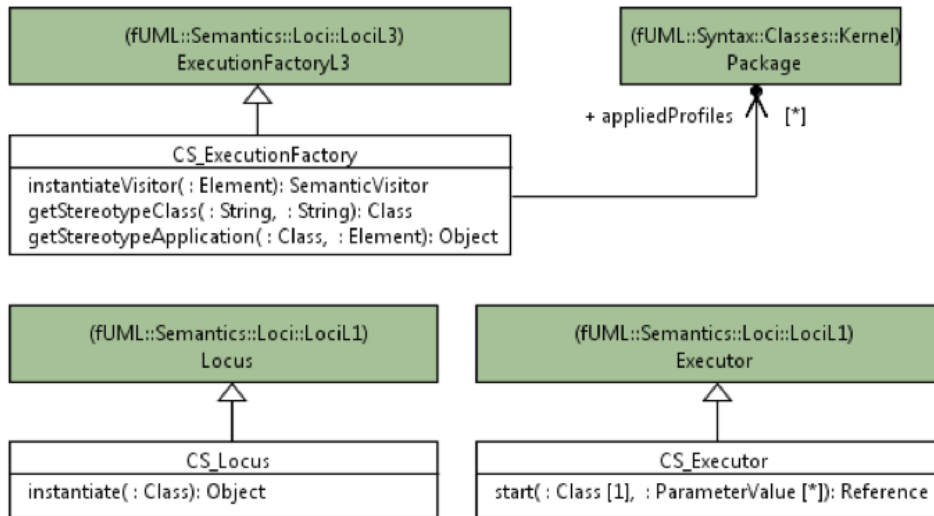 (fUML::Semantics::Loci::LociL3)
ExecutionFactoryL3
(fUML::Syntax::Classes::Kernel)
Package
+ appliedProfiles [*]
CS_ExecutionFactory
instantiateVisitor( : Element): SemanticVisitor
getStereotypeClass( : String, : String): Class
getStereotypeApplication( : Class, : Element): Object
(fUML::Semantics::Loci::LociL1)
Locus
(fUML::Semantics::Loci::LociL1)
Executor
CS_Locus
instantiate( : Class): Object
CS_Executor
start( : Class [1], : ParameterValue [*]): Reference